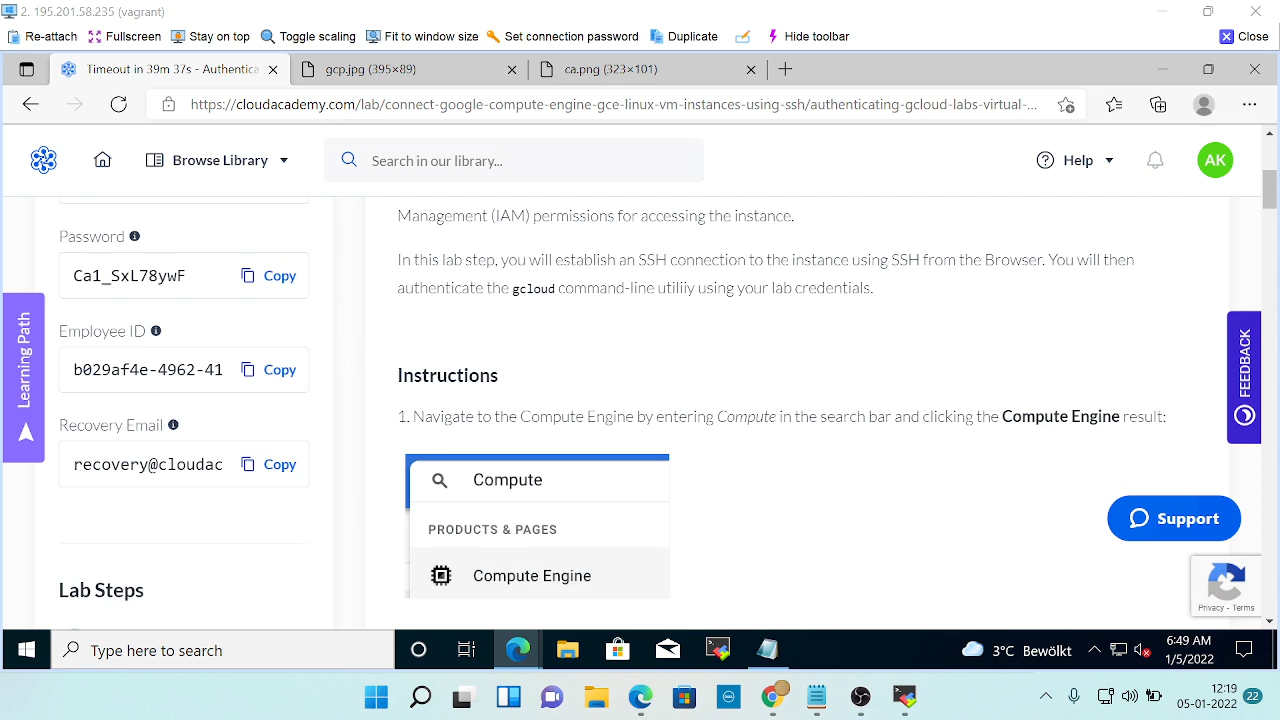 2. 195.201.58.235 (vagrant)
Re-attach Fullscreen Stay on top Toggle scaling Fit to window size Set connection password Duplicate Hide toolbar Close
Timeout in 39m 37s - Authentica gcp.jpg (395×89) ca.png (323×101)
https://cloudacademy.com/lab/connect-google-compute-engine-gce-linux-vm-instances-using-ssh/authenticating-gcloud-labs-virtual-...
Browse Library Search in our library... Help AK
Management (IAM) permissions for accessing the instance.
Password
In this lab step, you will establish an SSH connection to the instance using SSH from the Browser. You will then
Ca1_SxL78ywF Copy
authenticate the gcloud command-line utiliiy using your lab credentials.
Learning Path
Employee ID
b029af4e-4962-41 Copy
FEEDBACK
Instructions
Recovery Email
1. Navigate to the Compute Engine by entering Compute in the search bar and clicking the Compute Engine result:
recovery@cloudac Copy
Compute
PRODUCTS & PAGES
Support
Compute Engine
Lab Steps
Privacy - Terms
Type here to search
3°C Bewölkt
6:49 AM
1/5/2022
DELL
12:19
05-01-2022
22